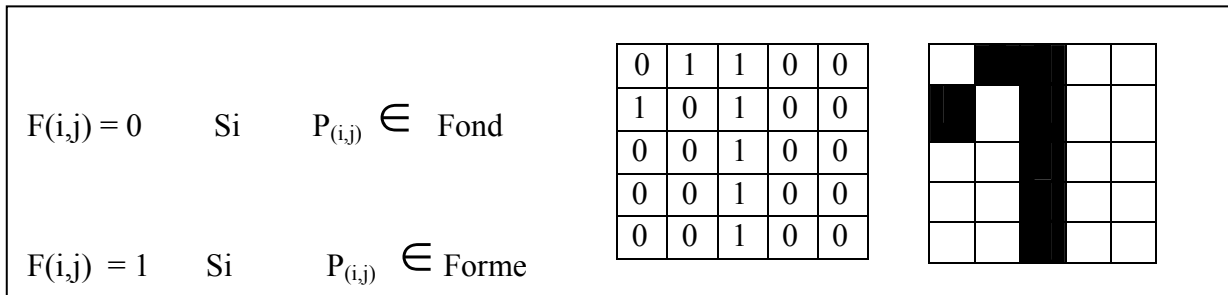 F(i,j) = 0 Si P(i,j) ∈ Fond
F(i,j) = 1 Si P(i,j) ∈ Forme
0 1 1 0 0
1 0 1 0 0
0 0 1 0 0
0 0 1 0 0
0 0 1 0 0